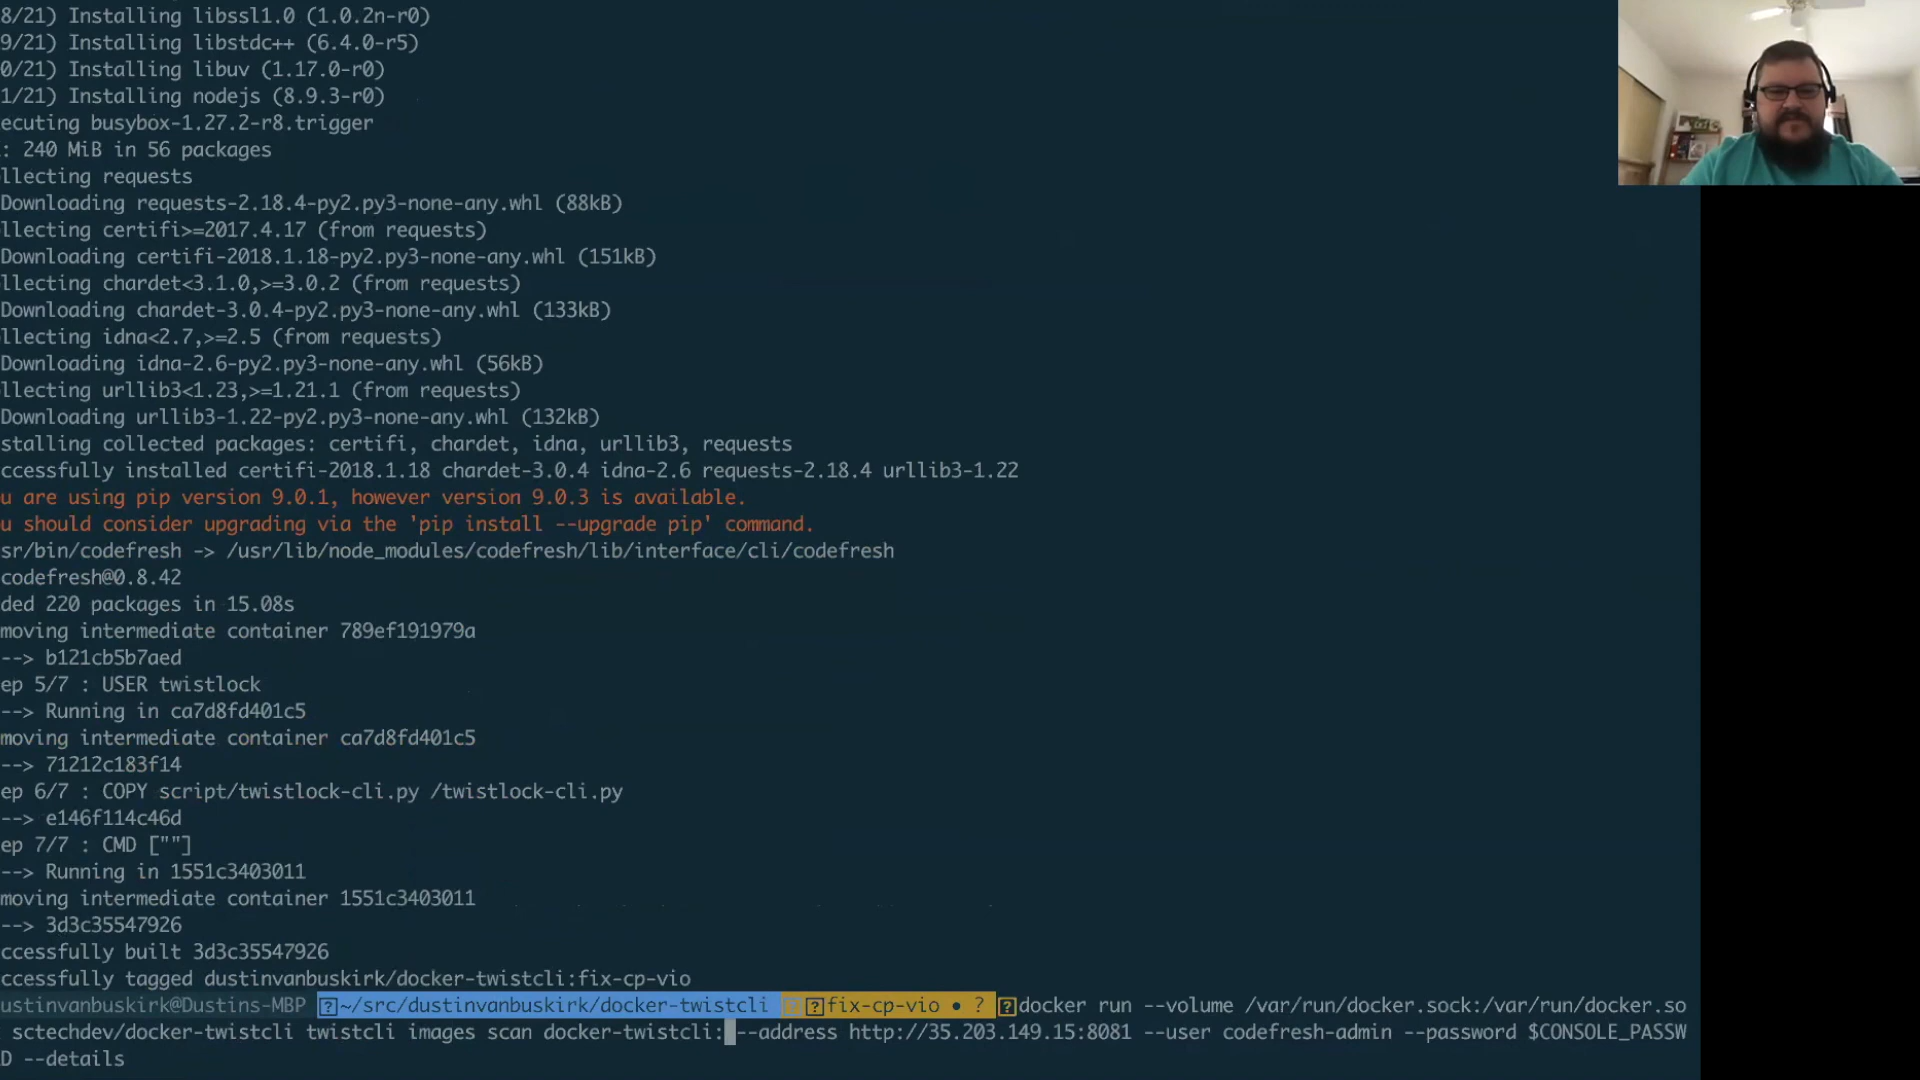 8/21) Installing libssl1.0 (1.0.2n-r0)
9/21) Installing libstdc++ (6.4.0-r5)
0/21) Installing libuv (1.17.0-r0)
1/21) Installing nodejs (8.9.3-r0)
ecuting busybox-1.27.2-r8.trigger
: 240 MiB in 56 packages
llecting requests
Downloading requests-2.18.4-py2.py3-none-any.whl (88kB)
llecting certifi>=2017.4.17 (from requests)
Downloading certifi-2018.1.18-py2.py3-none-any.whl (151kB)
llecting chardet<3.1.0,>=3.0.2 (from requests)
Downloading chardet-3.0.4-py2.py3-none-any.whl (133kB)
llecting idna<2.7,>=2.5 (from requests)
Downloading idna-2.6-py2.py3-none-any.whl (56kB)
llecting urllib3<1.23,>=1.21.1 (from requests)
Downloading urllib3-1.22-py2.py3-none-any.whl (132kB)
stalling collected packages: certifi, chardet, idna, urllib3, requests
ccessfully installed certifi-2018.1.18 chardet-3.0.4 idna-2.6 requests-2.18.4 urllib3-1.22
u are using pip version 9.0.1, however version 9.0.3 is available.
u should consider upgrading via the 'pip install --upgrade pip' command.
sr/bin/codefresh -> /usr/lib/node_modules/codefresh/lib/interface/cli/codefresh
codefresh@0.8.42
ded 220 packages in 15.08s
moving intermediate container 789ef191979a
--> b121cb5b7aed
ep 5/7 : USER twistlock
--> Running in ca7d8fd401c5
moving intermediate container ca7d8fd401c5
--> 71212c183f14
ep 6/7 : COPY script/twistlock-cli.py /twistlock-cli.py
--> e146f114c46d
ep 7/7 : CMD [""]
--> Running in 1551c3403011
moving intermediate container 1551c3403011
--> 3d3c35547926
ccessfully built 3d3c35547926
ccessfully tagged dustinvanbuskirk/docker-twistcli:fix-cp-vio
ustinvanbuskirk@Dustins-MBP ~/src/dustinvanbuskirk/docker-twistcli fix-cp-vio • ? docker run --volume /var/run/docker.sock:/var/run/docker.so
sctechdev/docker-twistcli twistcli images scan docker-twistcli: --address http://35.203.149.15:8081 --user codefresh-admin --password $CONSOLE_PASSW
D --details